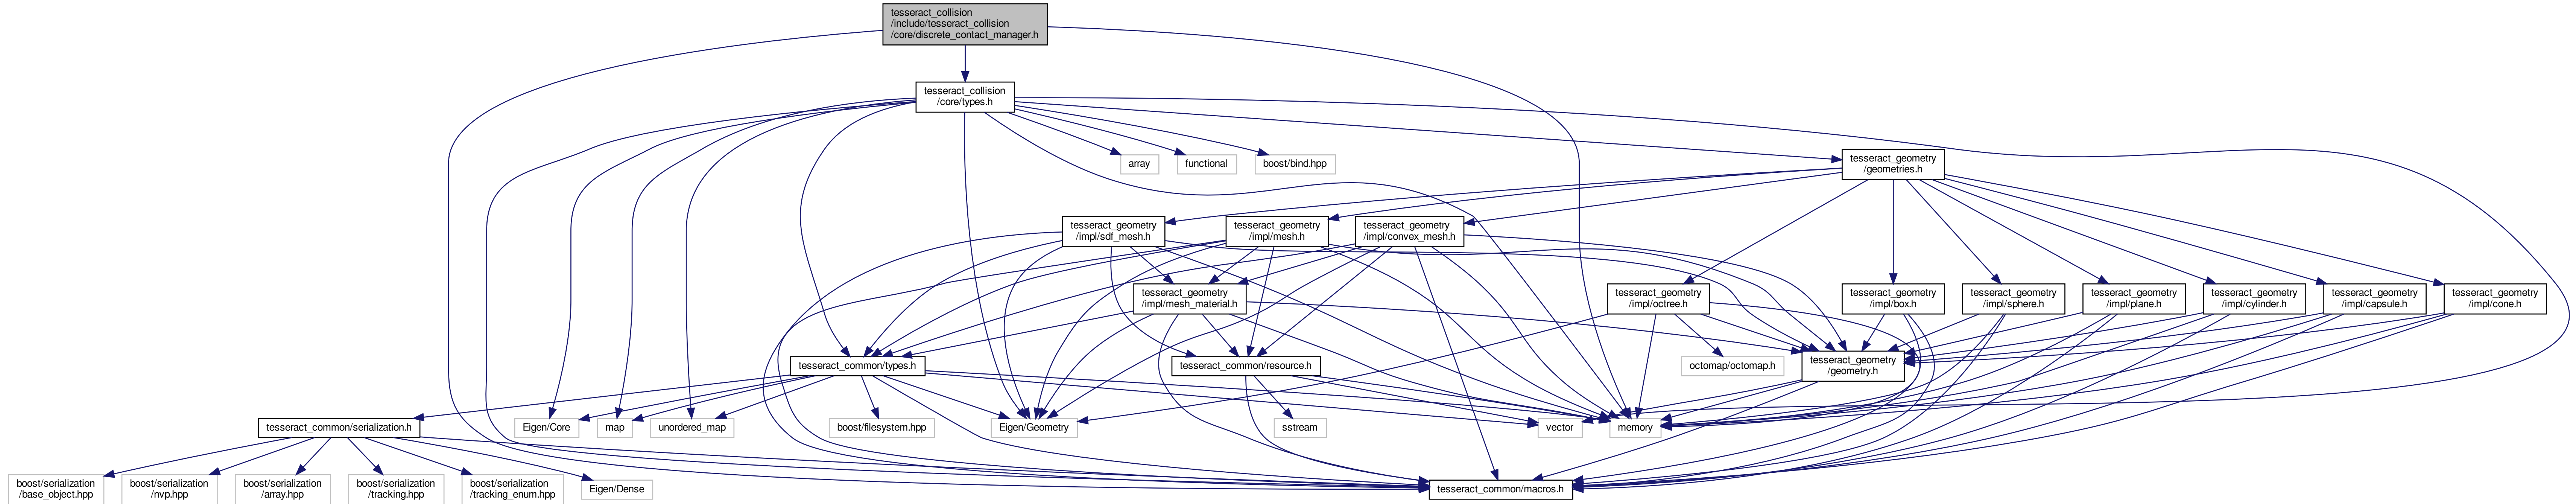 tesseract_collision
/include/tesseract_collision
/core/discrete_contact_manager.h
tesseract_collision
/core/types.h
array
functional
boost/bind.hpp
tesseract_geometry
/geometries.h
tesseract_geometry
/impl/sdf_mesh.h
tesseract_geometry
/impl/mesh.h
tesseract_geometry
/impl/convex_mesh.h
tesseract_geometry
/impl/mesh_material.h
tesseract_geometry
/impl/octree.h
tesseract_geometry
/impl/box.h
tesseract_geometry
/impl/sphere.h
tesseract_geometry
/impl/plane.h
tesseract_geometry
/impl/cylinder.h
tesseract_geometry
/impl/capsule.h
tesseract_geometry
/impl/cone.h
tesseract_common/types.h
tesseract_common/resource.h
octomap/octomap.h
tesseract_geometry
/geometry.h
tesseract_common/serialization.h
Eigen/Core
map
unordered_map
boost/filesystem.hpp
Eigen/Geometry
sstream
vector
memory
boost/serialization
/base_object.hpp
boost/serialization
/nvp.hpp
boost/serialization
/array.hpp
boost/serialization
/tracking.hpp
boost/serialization
/tracking_enum.hpp
Eigen/Dense
tesseract_common/macros.h